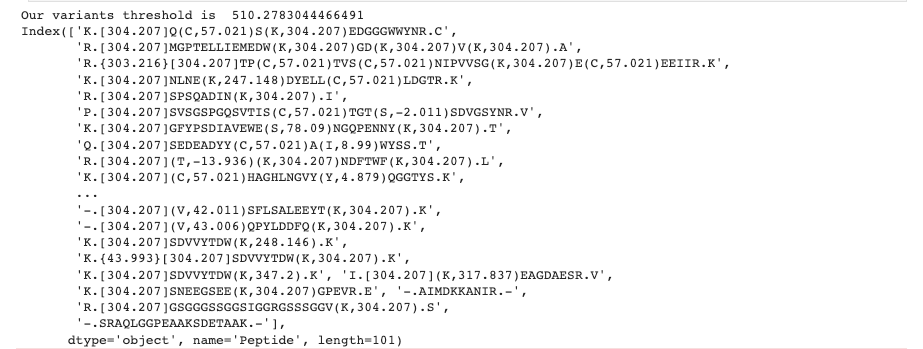 Our variants threshold is  510.2783044466491
Index(['K.[304.207]Q(C,57.021)S(K,304.207)EDGGGWWYNR.C',
       'R.[304.207]MGPTELLIEMEDW(K,304.207)GD(K,304.207)V(K,304.207).A',
       'R.{303.216}[304.207]TP(C,57.021)TVS(C,57.021)NIPVVSG(K,304.207)E(C,57.021)EEIIR.K',
       'K.[304.207]NLNE(K,247.148)DYELL(C,57.021)LDGTR.K',
       'R.[304.207]SPSQADIN(K,304.207).I',
       'P.[304.207]SVSGSPGQSVTIS(C,57.021)TGT(S,-2.011)SDVGSYNR.V',
       'K.[304.207]GFYPSDIAVEWE(S,78.09)NGQPENNY(K,304.207).T',
       'Q.[304.207]SEDEADYY(C,57.021)A(I,8.99)WYSS.T',
       'R.[304.207](T,-13.936)(K,304.207)NDFTWF(K,304.207).L',
       'K.[304.207](C,57.021)HAGHLNGVY(Y,4.879)QGGTYS.K',
       ...
       '-.[304.207](V,42.011)SFLSALEEYT(K,304.207).K',
       '-.[304.207](V,43.006)QPYLDDFQ(K,304.207).K',
       'K.[304.207]SDVVYTDW(K,248.146).K',
       'K.{43.993}[304.207]SDVVYTDW(K,304.207).K',
       'K.[304.207]SDVVYTDW(K,347.2).K', 'I.[304.207](K,317.837)EAGDAESR.V',
       'K.[304.207]SNEEGSEE(K,304.207)GPEVR.E', '-.AIMDKKANIR.-',
       'R.[304.207]GSGGGSSGGSIGGRGSSSGGV(K,304.207).S',
       '-.SRAQLGGPEAAKSDETAAK.-'],
      dtype='object', name='Peptide', length=101)